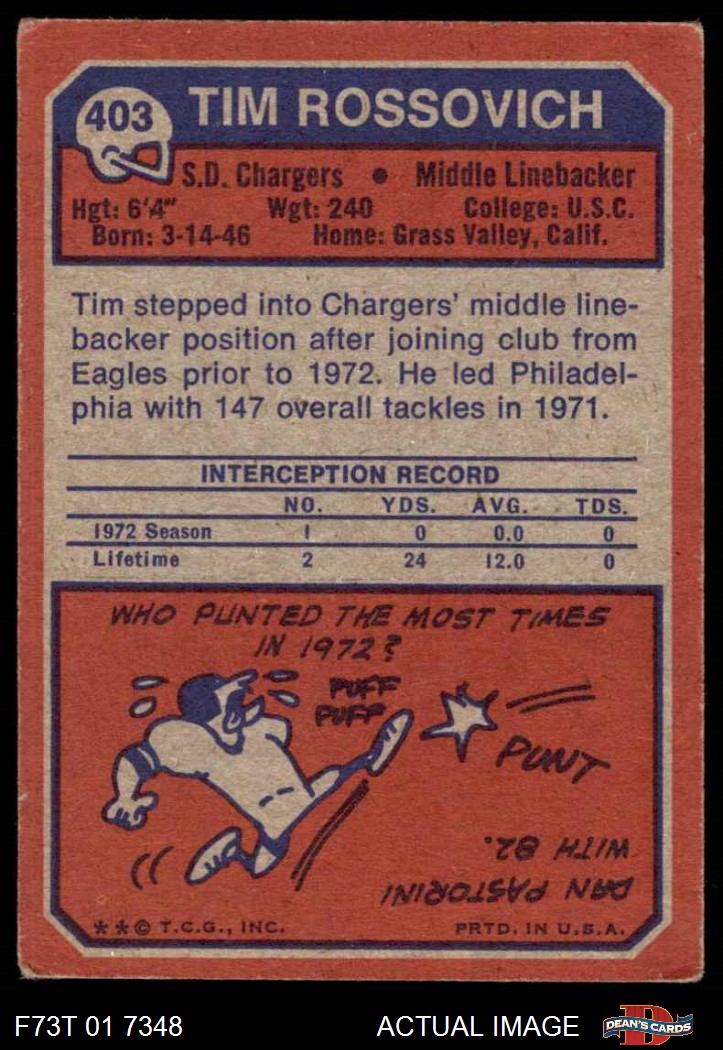 403
TIM ROSSOVICH
S.D. Chargers • Middle Linebacker
Hgt: 6'4" Wgt: 240 College: U.S.C.
Born: 3-14-46 Home: Grass Valley, Calif.
Tim stepped into Chargers' middle line-
backer position after joining club from
Eagles prior to 1972. He led Philadel-
phia with 147 overall tackles in 1971.
INTERCEPTION RECORD
NO. YDS. AVG. TDS.
1972 Season 1 0 0.0 0
Lifetime 2 24 12.0 0
WHO PUNTED THE MOST TIMES
IN 1972?
PUFF
PUFF
PUNT
DAN PASTORINI
WITH 82.
**© T.C.G., INC. PRTD. IN U.S.A.
F73T 01 7348 ACTUAL IMAGE
D
DEAN'S CARDS